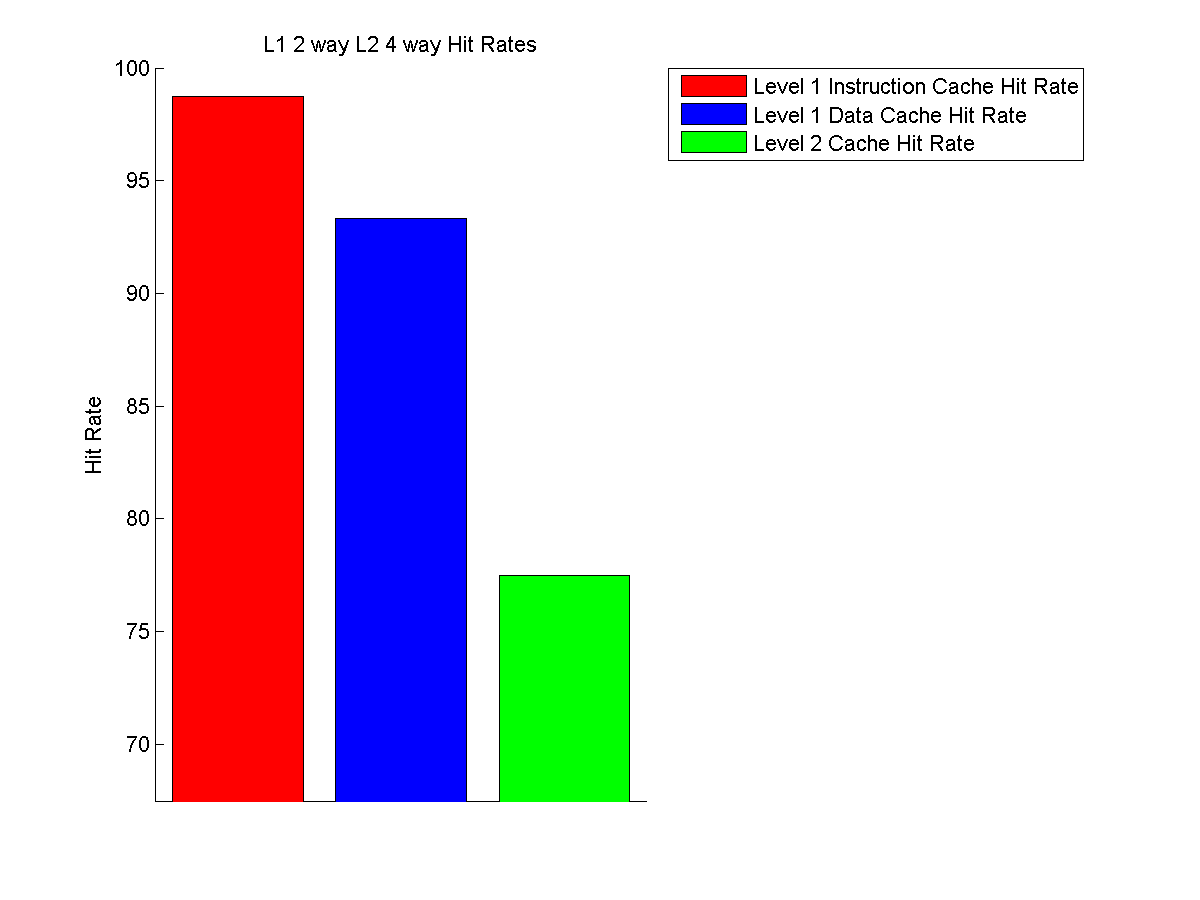 L1 2 way L2 4 way Hit Rates
Level 1 Instruction Cache Hit Rate
Level 1 Data Cache Hit Rate
Level 2 Cache Hit Rate
Hit Rate
100
95
90
85
80
75
70